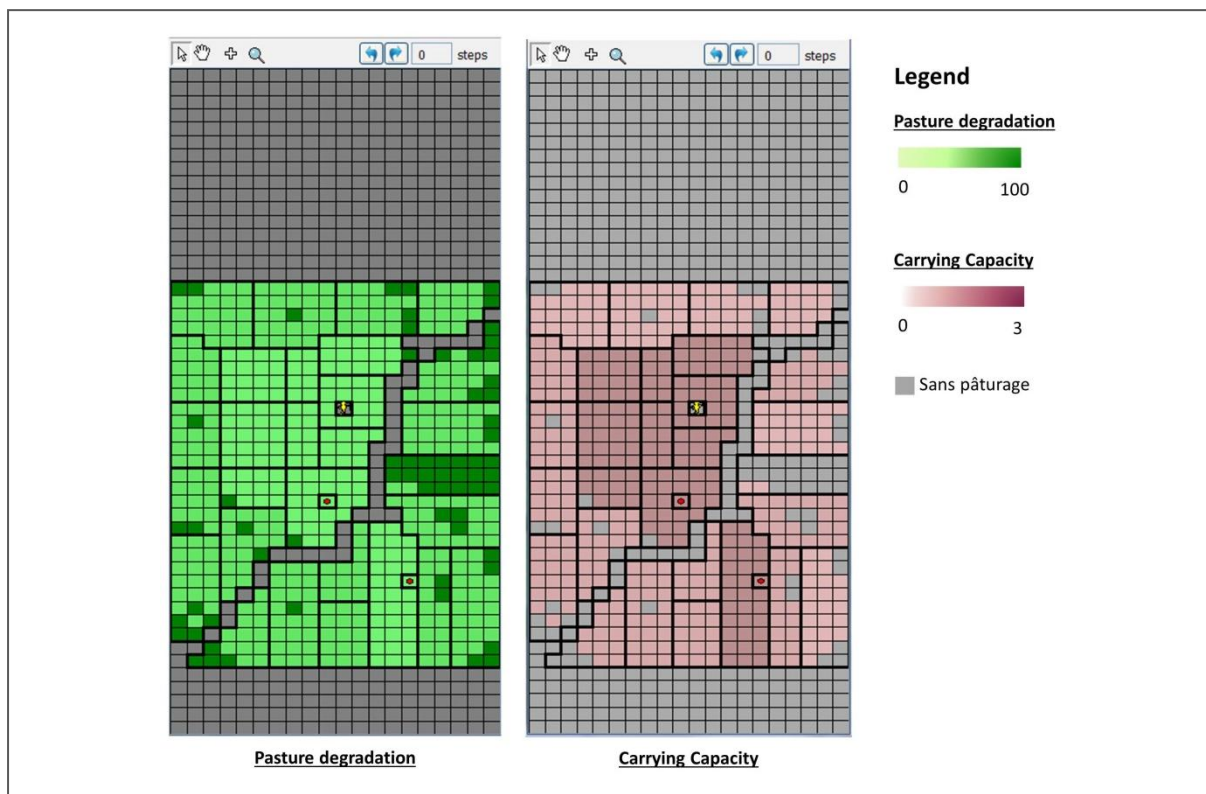 0 steps
0 steps
Legend
Pasture degradation
0 100
Carrying Capacity
0 3
Sans pâturage
Pasture degradation
Carrying Capacity